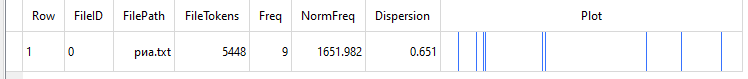 Row FileID FilePath FileTokens Freq NormFreq Dispersion Plot
1 0 риа.txt 5448 9 1651.982 0.651